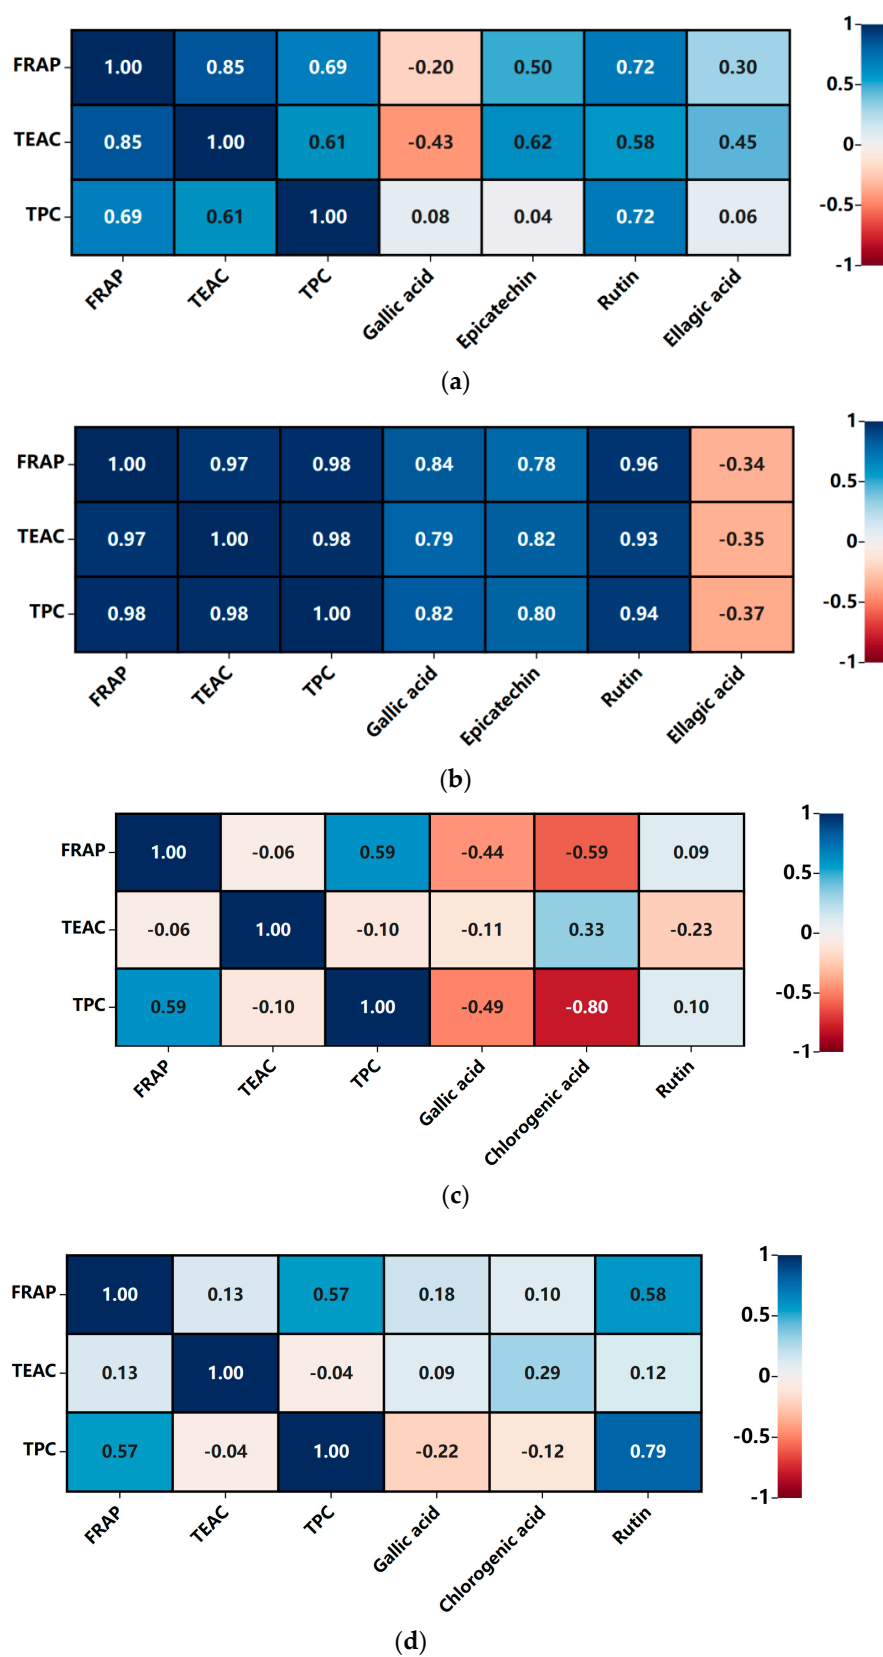 FRAP 1.00 0.85 0.69 -0.20 0.50 0.72 0.30
TEAC 0.85 1.00 0.61 -0.43 0.62 0.58 0.45
TPC 0.69 0.61 1.00 0.08 0.04 0.72 0.06
FRAP TEAC TPC Gallic acid Epicatechin Rutin Ellagic acid
1
0.5
0
-0.5
-1
(a)
FRAP 1.00 0.97 0.98 0.84 0.78 0.96 -0.34
TEAC 0.97 1.00 0.98 0.79 0.82 0.93 -0.35
TPC 0.98 0.98 1.00 0.82 0.80 0.94 -0.37
FRAP TEAC TPC Gallic acid Epicatechin Rutin Ellagic acid
1
0.5
0
-0.5
-1
(b)
FRAP 1.00 -0.06 0.59 -0.44 -0.59 0.09
TEAC -0.06 1.00 -0.10 -0.11 0.33 -0.23
TPC 0.59 -0.10 1.00 -0.49 -0.80 0.10
FRAP TEAC TPC Gallic acid Chlorogenic acid Rutin
1
0.5
0
-0.5
-1
(c)
FRAP 1.00 0.13 0.57 0.18 0.10 0.58
TEAC 0.13 1.00 -0.04 0.09 0.29 0.12
TPC 0.57 -0.04 1.00 -0.22 -0.12 0.79
FRAP TEAC TPC Gallic acid Chlorogenic acid Rutin
1
0.5
0
-0.5
-1
(d)